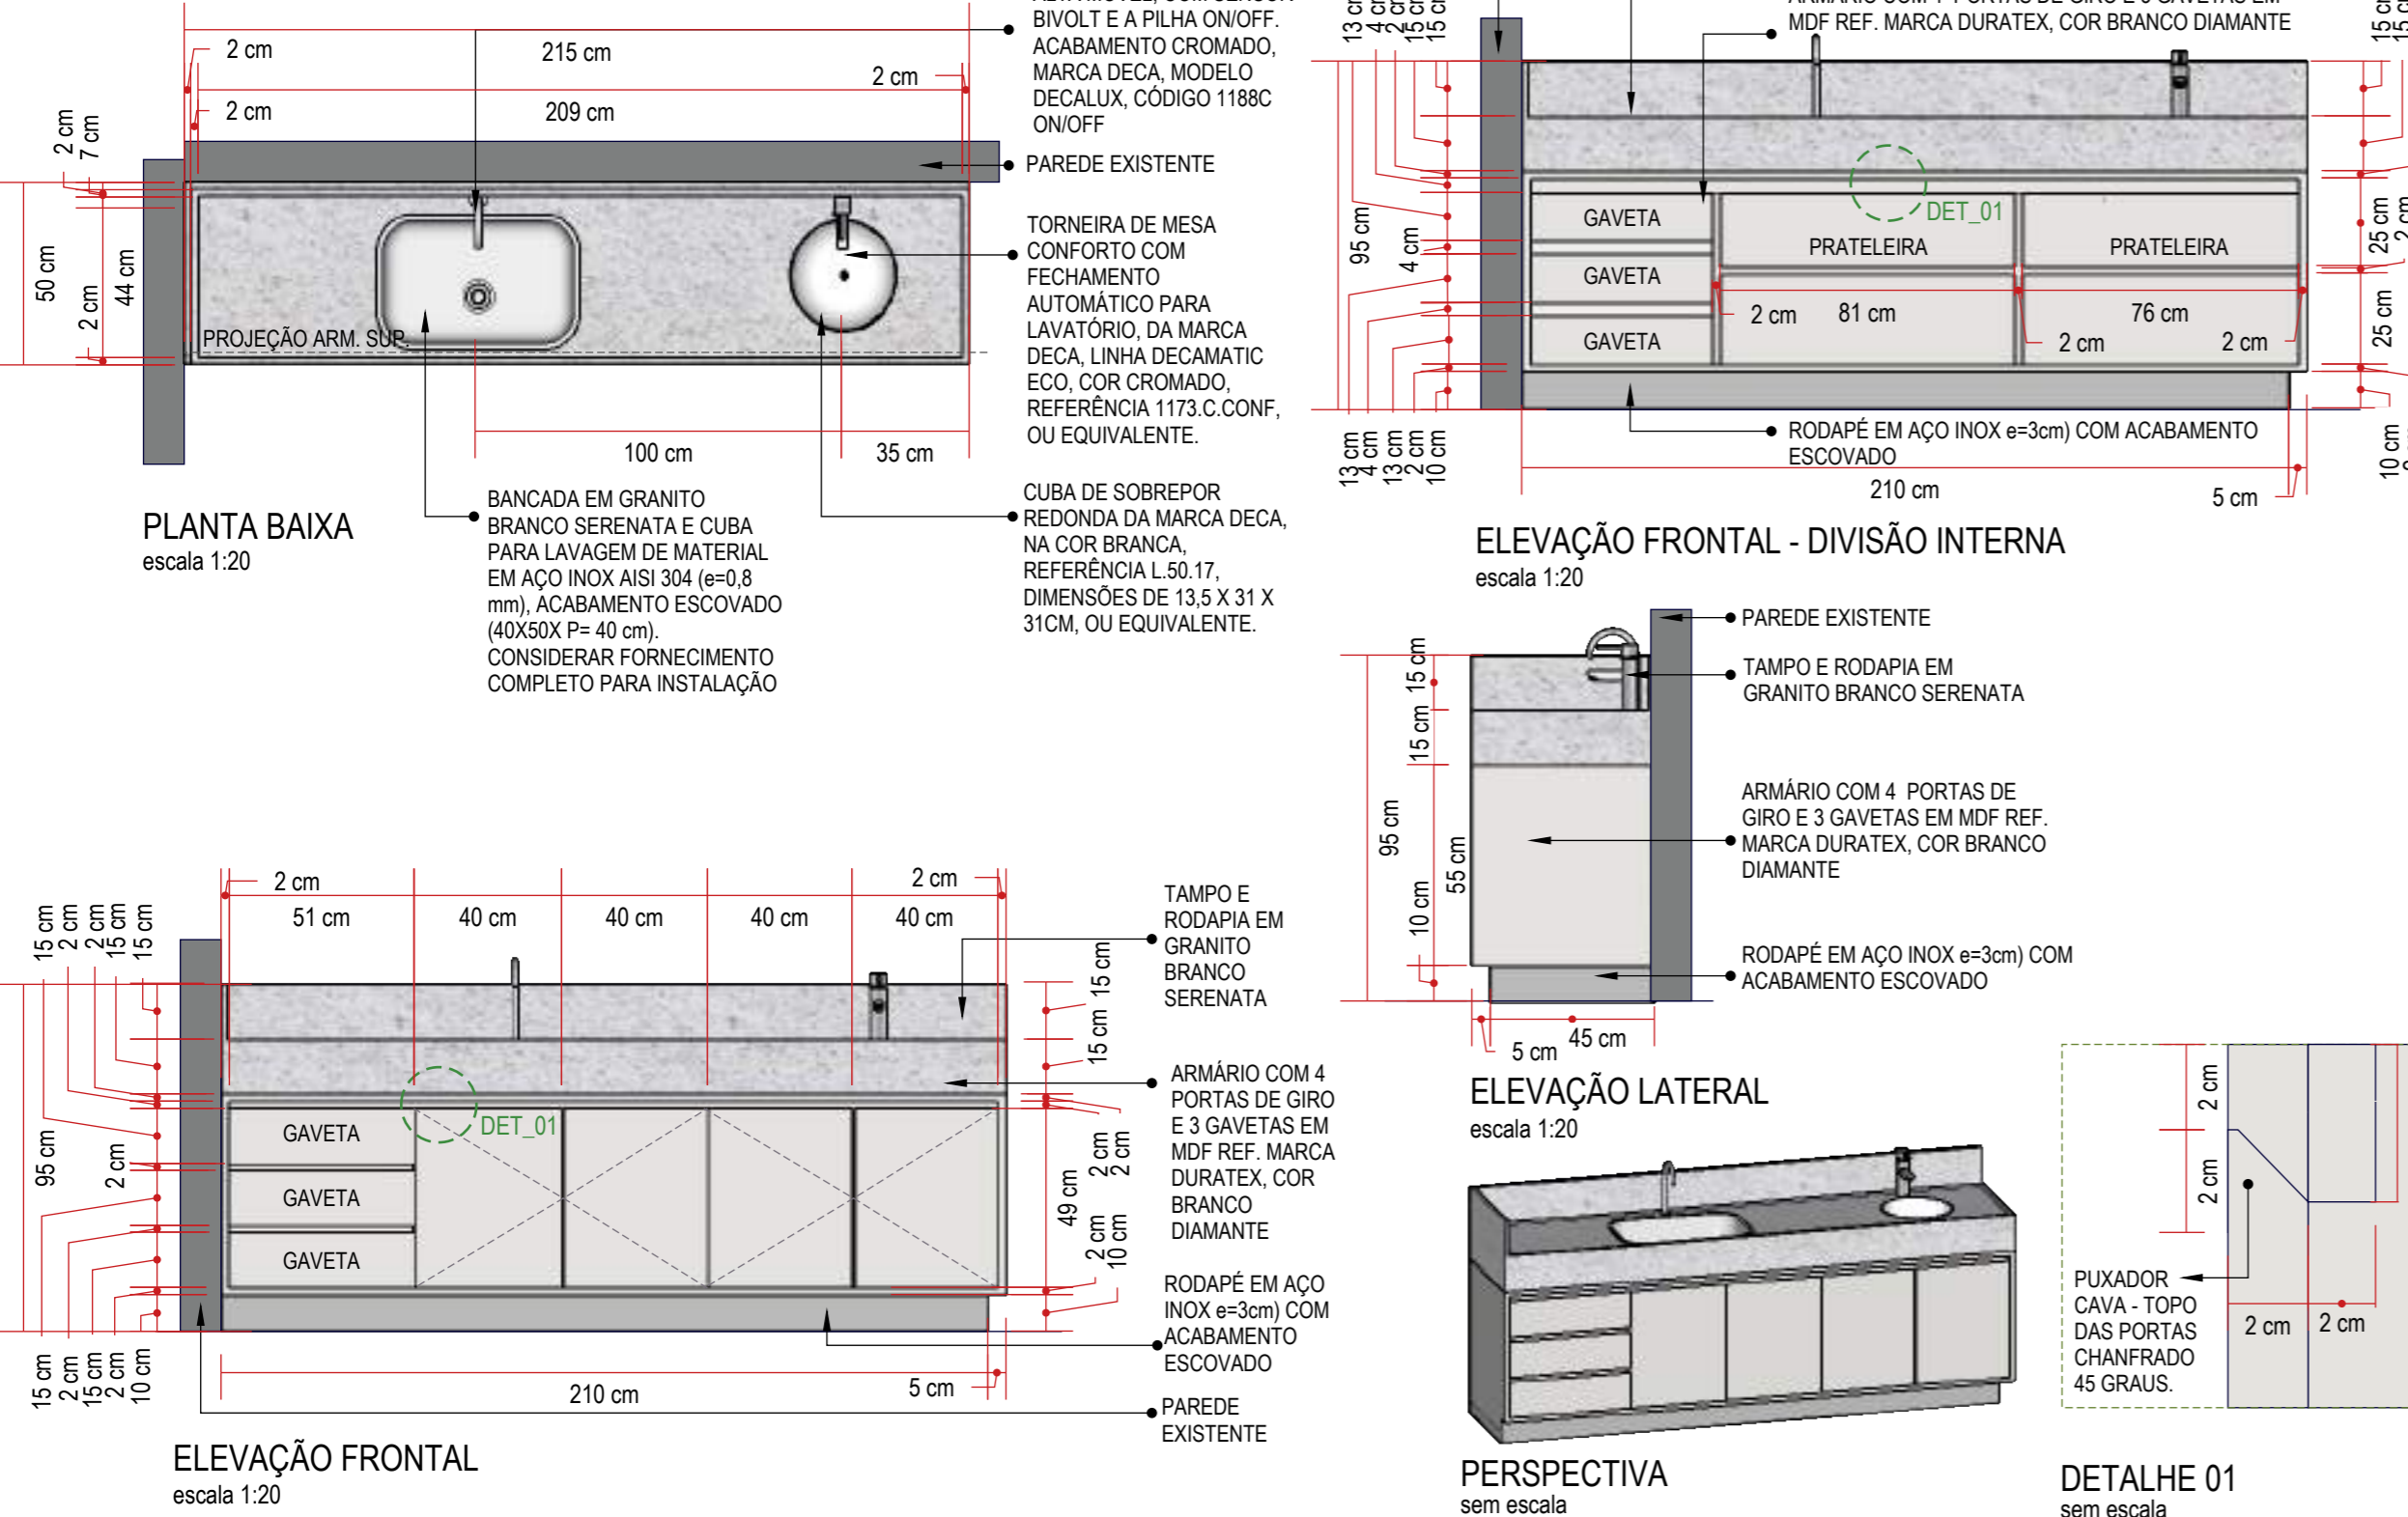 BIVOLT E A PILHA ON/OFF.
ACABAMENTO CROMADO,
MARCA DECA, MODELO
DECALUX, CÓDIGO 1188C
ON/OFF
PAREDE EXISTENTE
TORNEIRA DE MESA
CONFORTO COM
FECHAMENTO
AUTOMÁTICO PARA
LAVATÓRIO, DA MARCA
DECA, LINHA DECAMATIC
ECO, COR CROMADO,
REFERÊNCIA 1173.C.CONF,
OU EQUIVALENTE.
CUBA DE SOBREPOR
REDONDA DA MARCA DECA,
NA COR BRANCA,
REFERÊNCIA L.50.17,
DIMENSÕES DE 13,5 X 31 X
31CM, OU EQUIVALENTE.
2 cm
215 cm
2 cm
2 cm
209 cm
2 cm
7 cm
50 cm
2 cm
44 cm
PROJEÇÃO ARM. SUP.
100 cm
35 cm
BANCADA EM GRANITO
BRANCO SERENATA E CUBA
PARA LAVAGEM DE MATERIAL
EM AÇO INOX AISI 304 (e=0,8
mm), ACABAMENTO ESCOVADO
(40X50X P= 40 cm).
CONSIDERAR FORNECIMENTO
COMPLETO PARA INSTALAÇÃO
PLANTA BAIXA
escala 1:20
MDF REF. MARCA DURATEX, COR BRANCO DIAMANTE
13 cm
4 cm
2 cm
15 cm
15 cm
95 cm
4 cm
13 cm
4 cm
13 cm
2 cm
10 cm
GAVETA
GAVETA
GAVETA
DET_01
PRATELEIRA
PRATELEIRA
2 cm
81 cm
76 cm
2 cm
2 cm
15 cm
15 cm
25 cm
2 cm
25 cm
10 cm
RODAPÉ EM AÇO INOX e=3cm) COM ACABAMENTO
ESCOVADO
210 cm
5 cm
ELEVAÇÃO FRONTAL - DIVISÃO INTERNA
escala 1:20
PAREDE EXISTENTE
TAMPO E RODAPIA EM
GRANITO BRANCO SERENATA
ARMÁRIO COM 4 PORTAS DE
GIRO E 3 GAVETAS EM MDF REF.
MARCA DURATEX, COR BRANCO
DIAMANTE
RODAPÉ EM AÇO INOX e=3cm) COM
ACABAMENTO ESCOVADO
15 cm
15 cm
95 cm
55 cm
10 cm
5 cm
45 cm
ELEVAÇÃO LATERAL
escala 1:20
2 cm
2 cm
51 cm
40 cm
40 cm
40 cm
40 cm
15 cm
2 cm
2 cm
15 cm
15 cm
95 cm
2 cm
15 cm
2 cm
15 cm
2 cm
10 cm
GAVETA
GAVETA
GAVETA
DET_01
15 cm
15 cm
2 cm
2 cm
49 cm
2 cm
10 cm
210 cm
5 cm
TAMPO E
RODAPIA EM
GRANITO
BRANCO
SERENATA
ARMÁRIO COM 4
PORTAS DE GIRO
E 3 GAVETAS EM
MDF REF. MARCA
DURATEX, COR
BRANCO
DIAMANTE
RODAPÉ EM AÇO
INOX e=3cm) COM
ACABAMENTO
ESCOVADO
PAREDE
EXISTENTE
ELEVAÇÃO FRONTAL
escala 1:20
PERSPECTIVA
sem escala
2 cm
2 cm
2 cm
2 cm
PUXADOR
CAVA - TOPO
DAS PORTAS
CHANFRADO
45 GRAUS.
DETALHE 01
sem escala